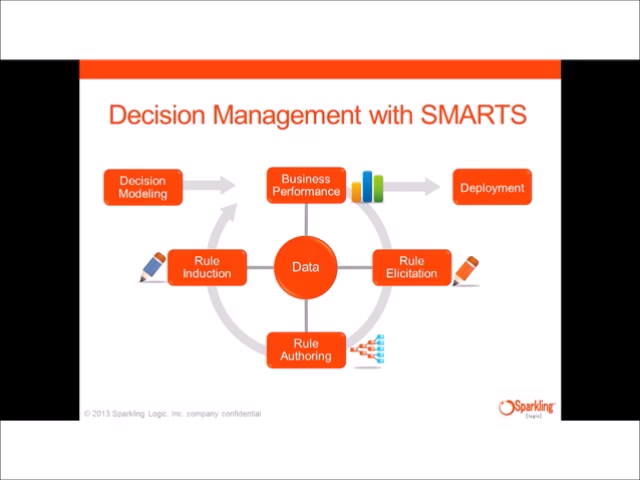 Decision Management with SMARTS
Decision
Modeling
Business
Performance
Deployment
Rule
Induction
Data
Rule
Elicitation
Rule
Authoring
© 2013 Sparkling Logic, Inc. company confidential
Sparkling
[logic]